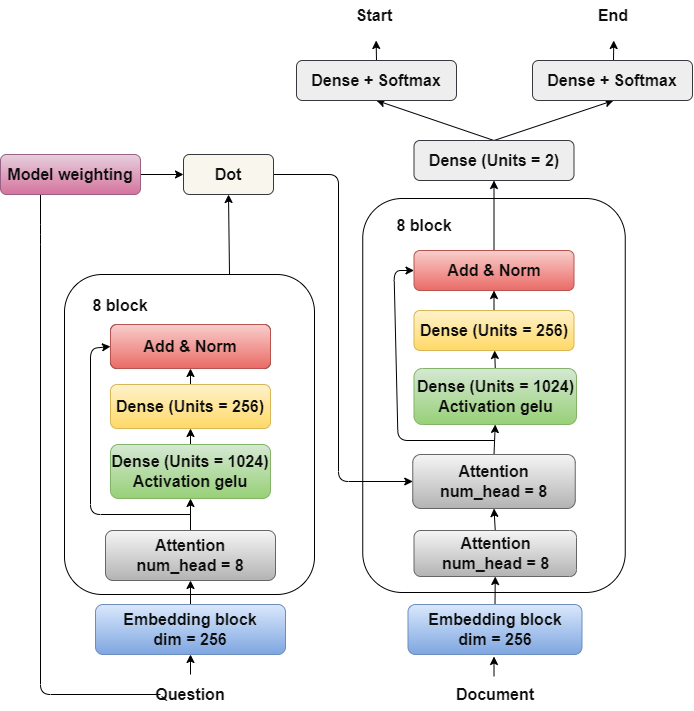 Start
End
Dense + Softmax
Dense + Softmax
Model weighting
Dot
Dense (Units = 2)
8 block
Add & Norm
Dense (Units = 256)
Dense (Units = 1024)
Activation gelu
Attention
num_head = 8
Attention
num_head = 8
Embedding block
dim = 256
Document
8 block
Add & Norm
Dense (Units = 256)
Dense (Units = 1024)
Activation gelu
Attention
num_head = 8
Embedding block
dim = 256
Question